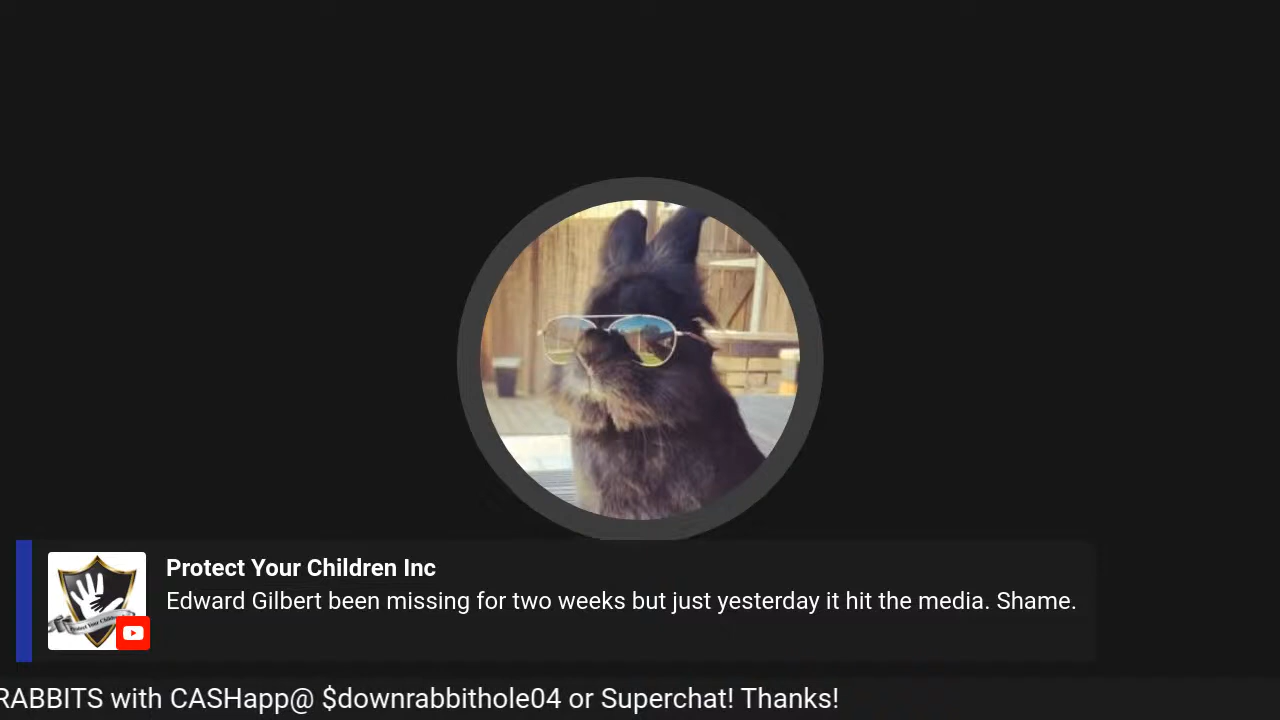 Protect Your Children Inc
Edward Gilbert been missing for two weeks but just yesterday it hit the media. Shame.
RABBITS with CASHapp@ $downrabbithole04 or Superchat! Thanks!